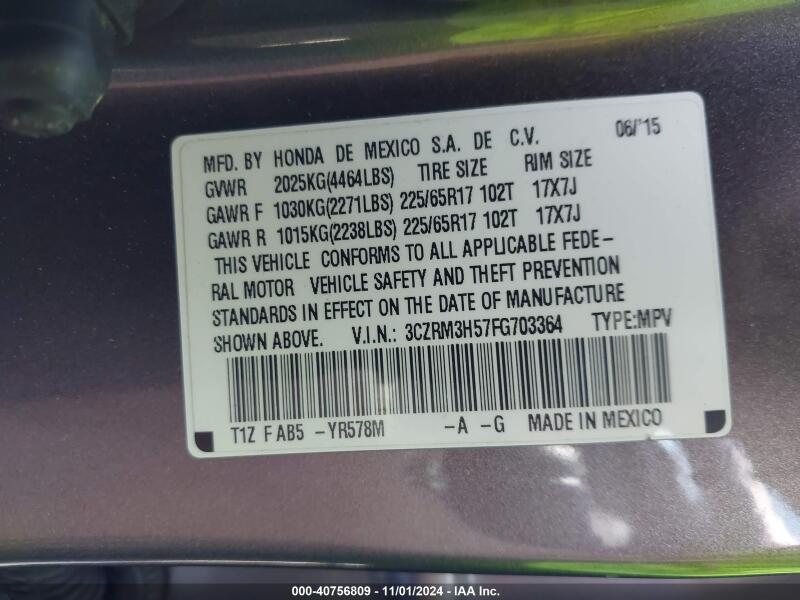 MFD. BY HONDA DE MEXICO S.A. DE C.V. 06/'15
GVWR 2025KG(4464LBS) TIRE SIZE RIM SIZE
GAWR F 1030KG(2271LBS) 225/65R17 102T 17X7J
GAWR R 1015KG(2238LBS) 225/65R17 102T 17X7J
THIS VEHICLE CONFORMS TO ALL APPLICABLE FEDE-
RAL MOTOR VEHICLE SAFETY AND THEFT PREVENTION
STANDARDS IN EFFECT ON THE DATE OF MANUFACTURE
SHOWN ABOVE. V.I.N.: 3CZRM3H57FG703364 TYPE:MPV
T1Z F AB5 -YR578M -A -G MADE IN MEXICO
000-40756809 - 11/01/2024 - IAA Inc.